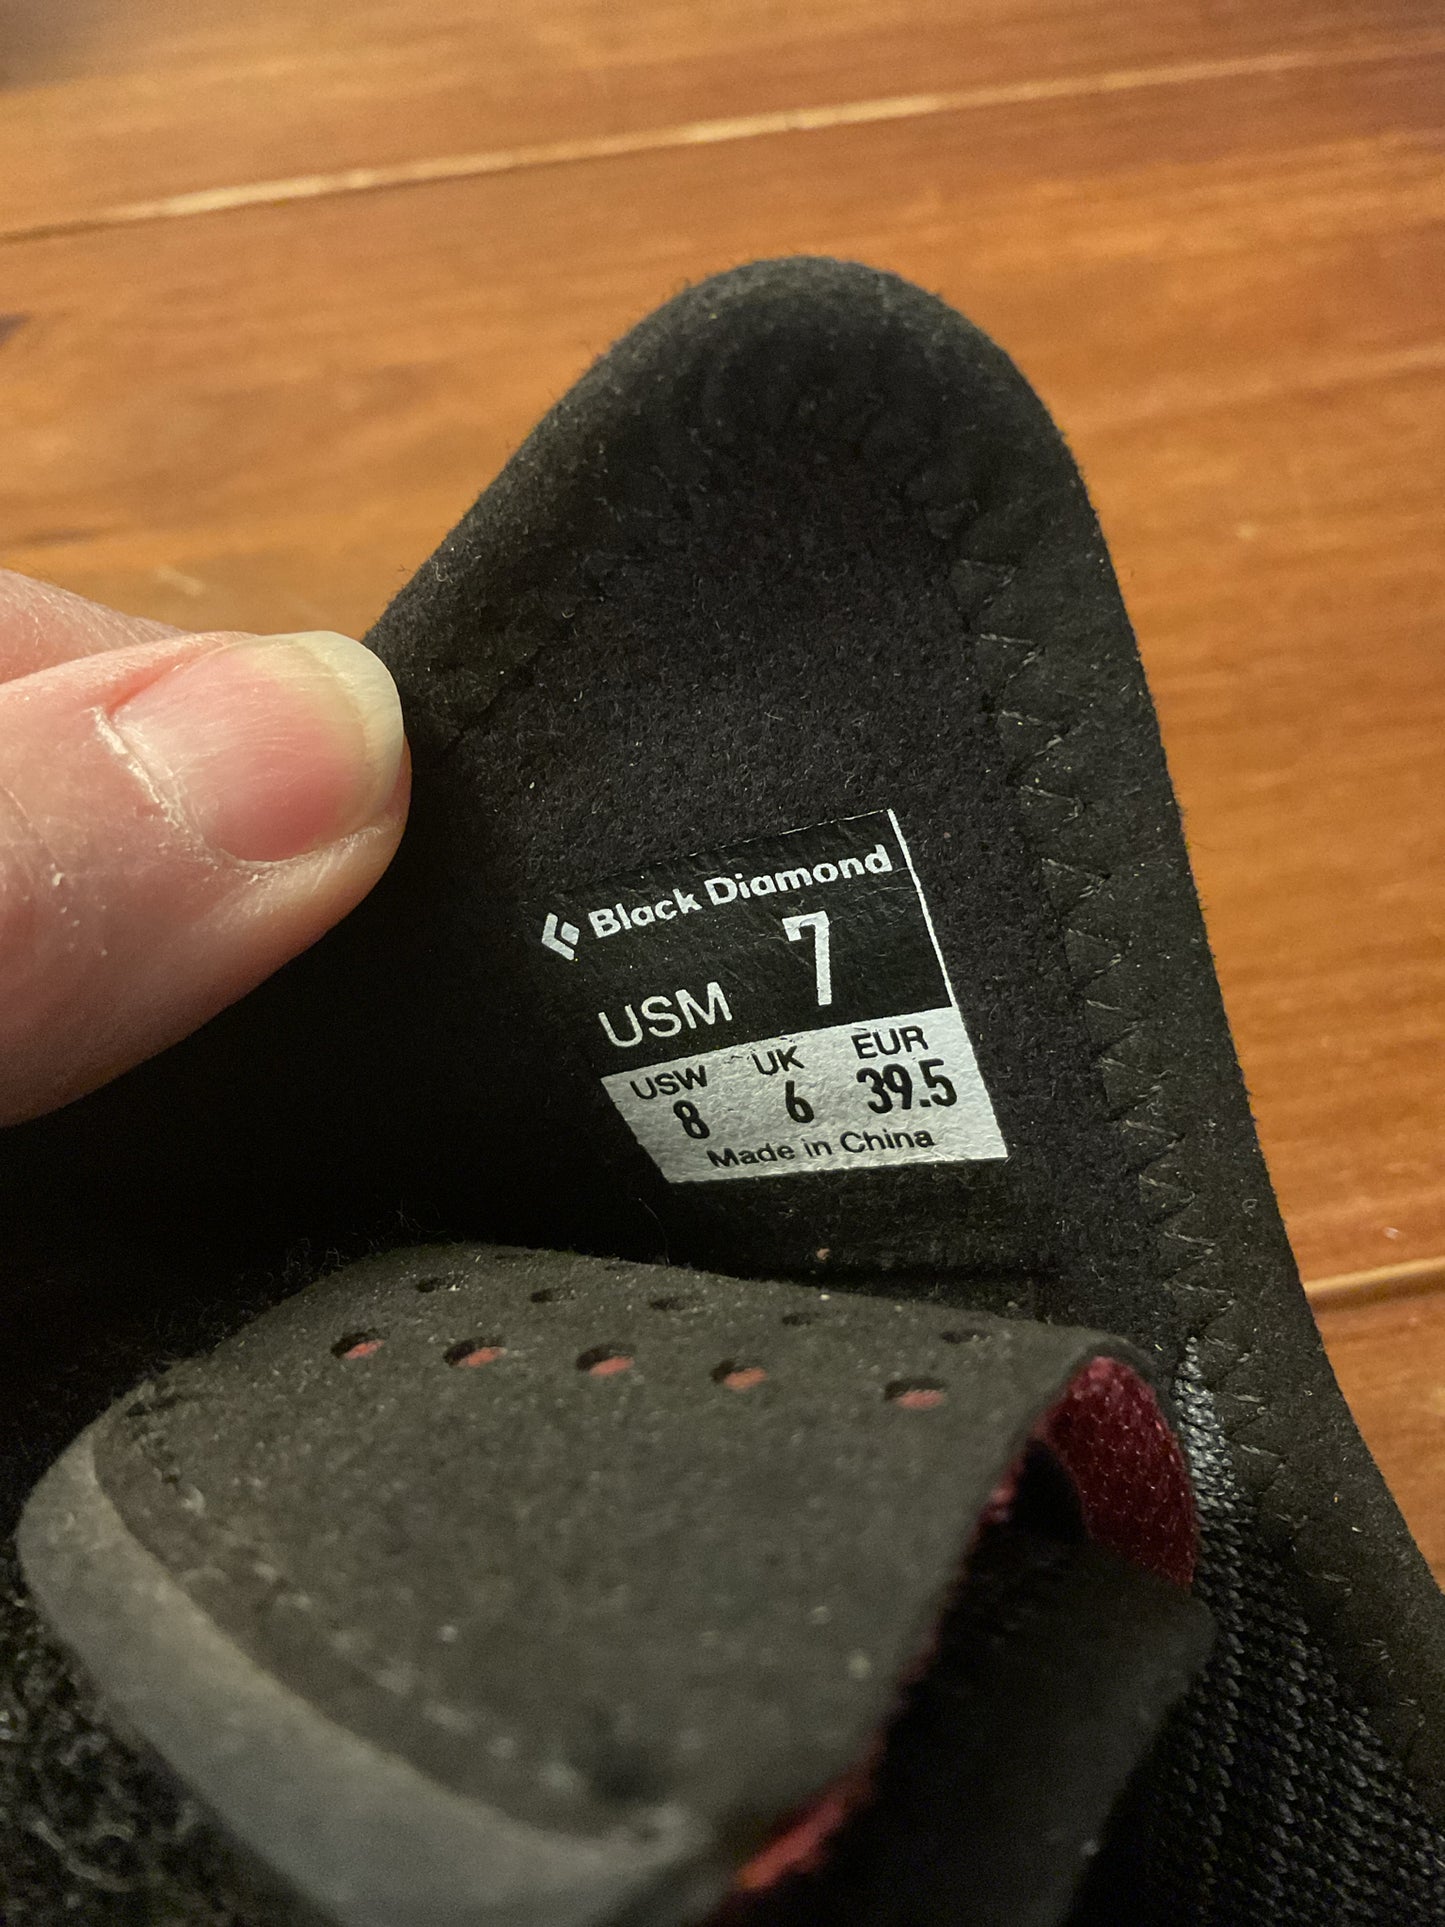 Black Diamond
USM 7
USW UK EUR
8 6 39.5
Made in China